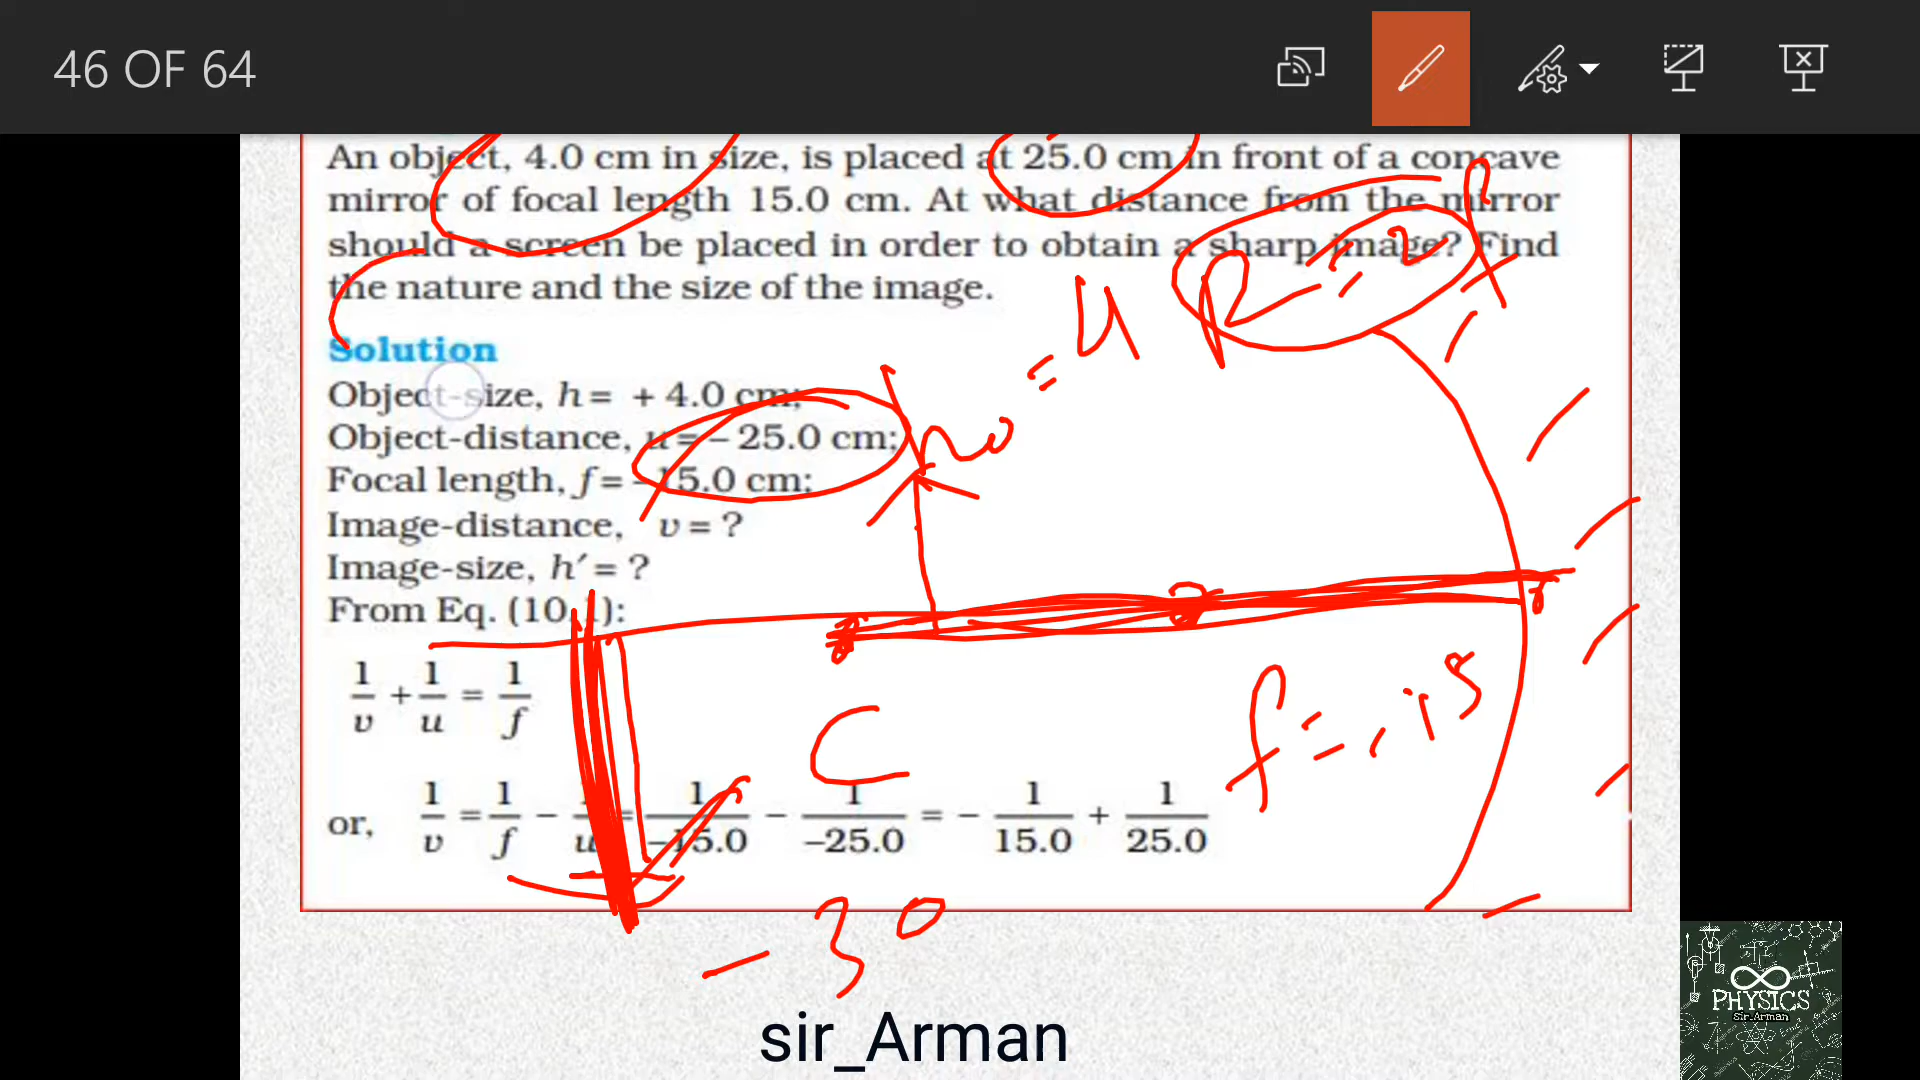 46 OF 64
An object, 4.0 cm in size, is placed at 25.0 cm in front of a concave
mirror of focal length 15.0 cm. At what distance from the mirror
should a screen be placed in order to obtain a sharp image? Find
the nature and the size of the image.
R = 2f
= 4
Solution
Object-size, h = + 4.0 cm;
Object-distance, u = – 25.0 cm;
ho
Focal length, f = –15.0 cm;
Image-distance, v = ?
Image-size, h′ = ?
From Eq. (10.1):
1/v + 1/u = 1/f
C
f = -15
or, 1/v = 1/f − 1/u = 1/–15.0 − 1/–25.0 = − 1/15.0 + 1/25.0
- 30
∞
PHYSICS
Sir_Arman
sir_Arman